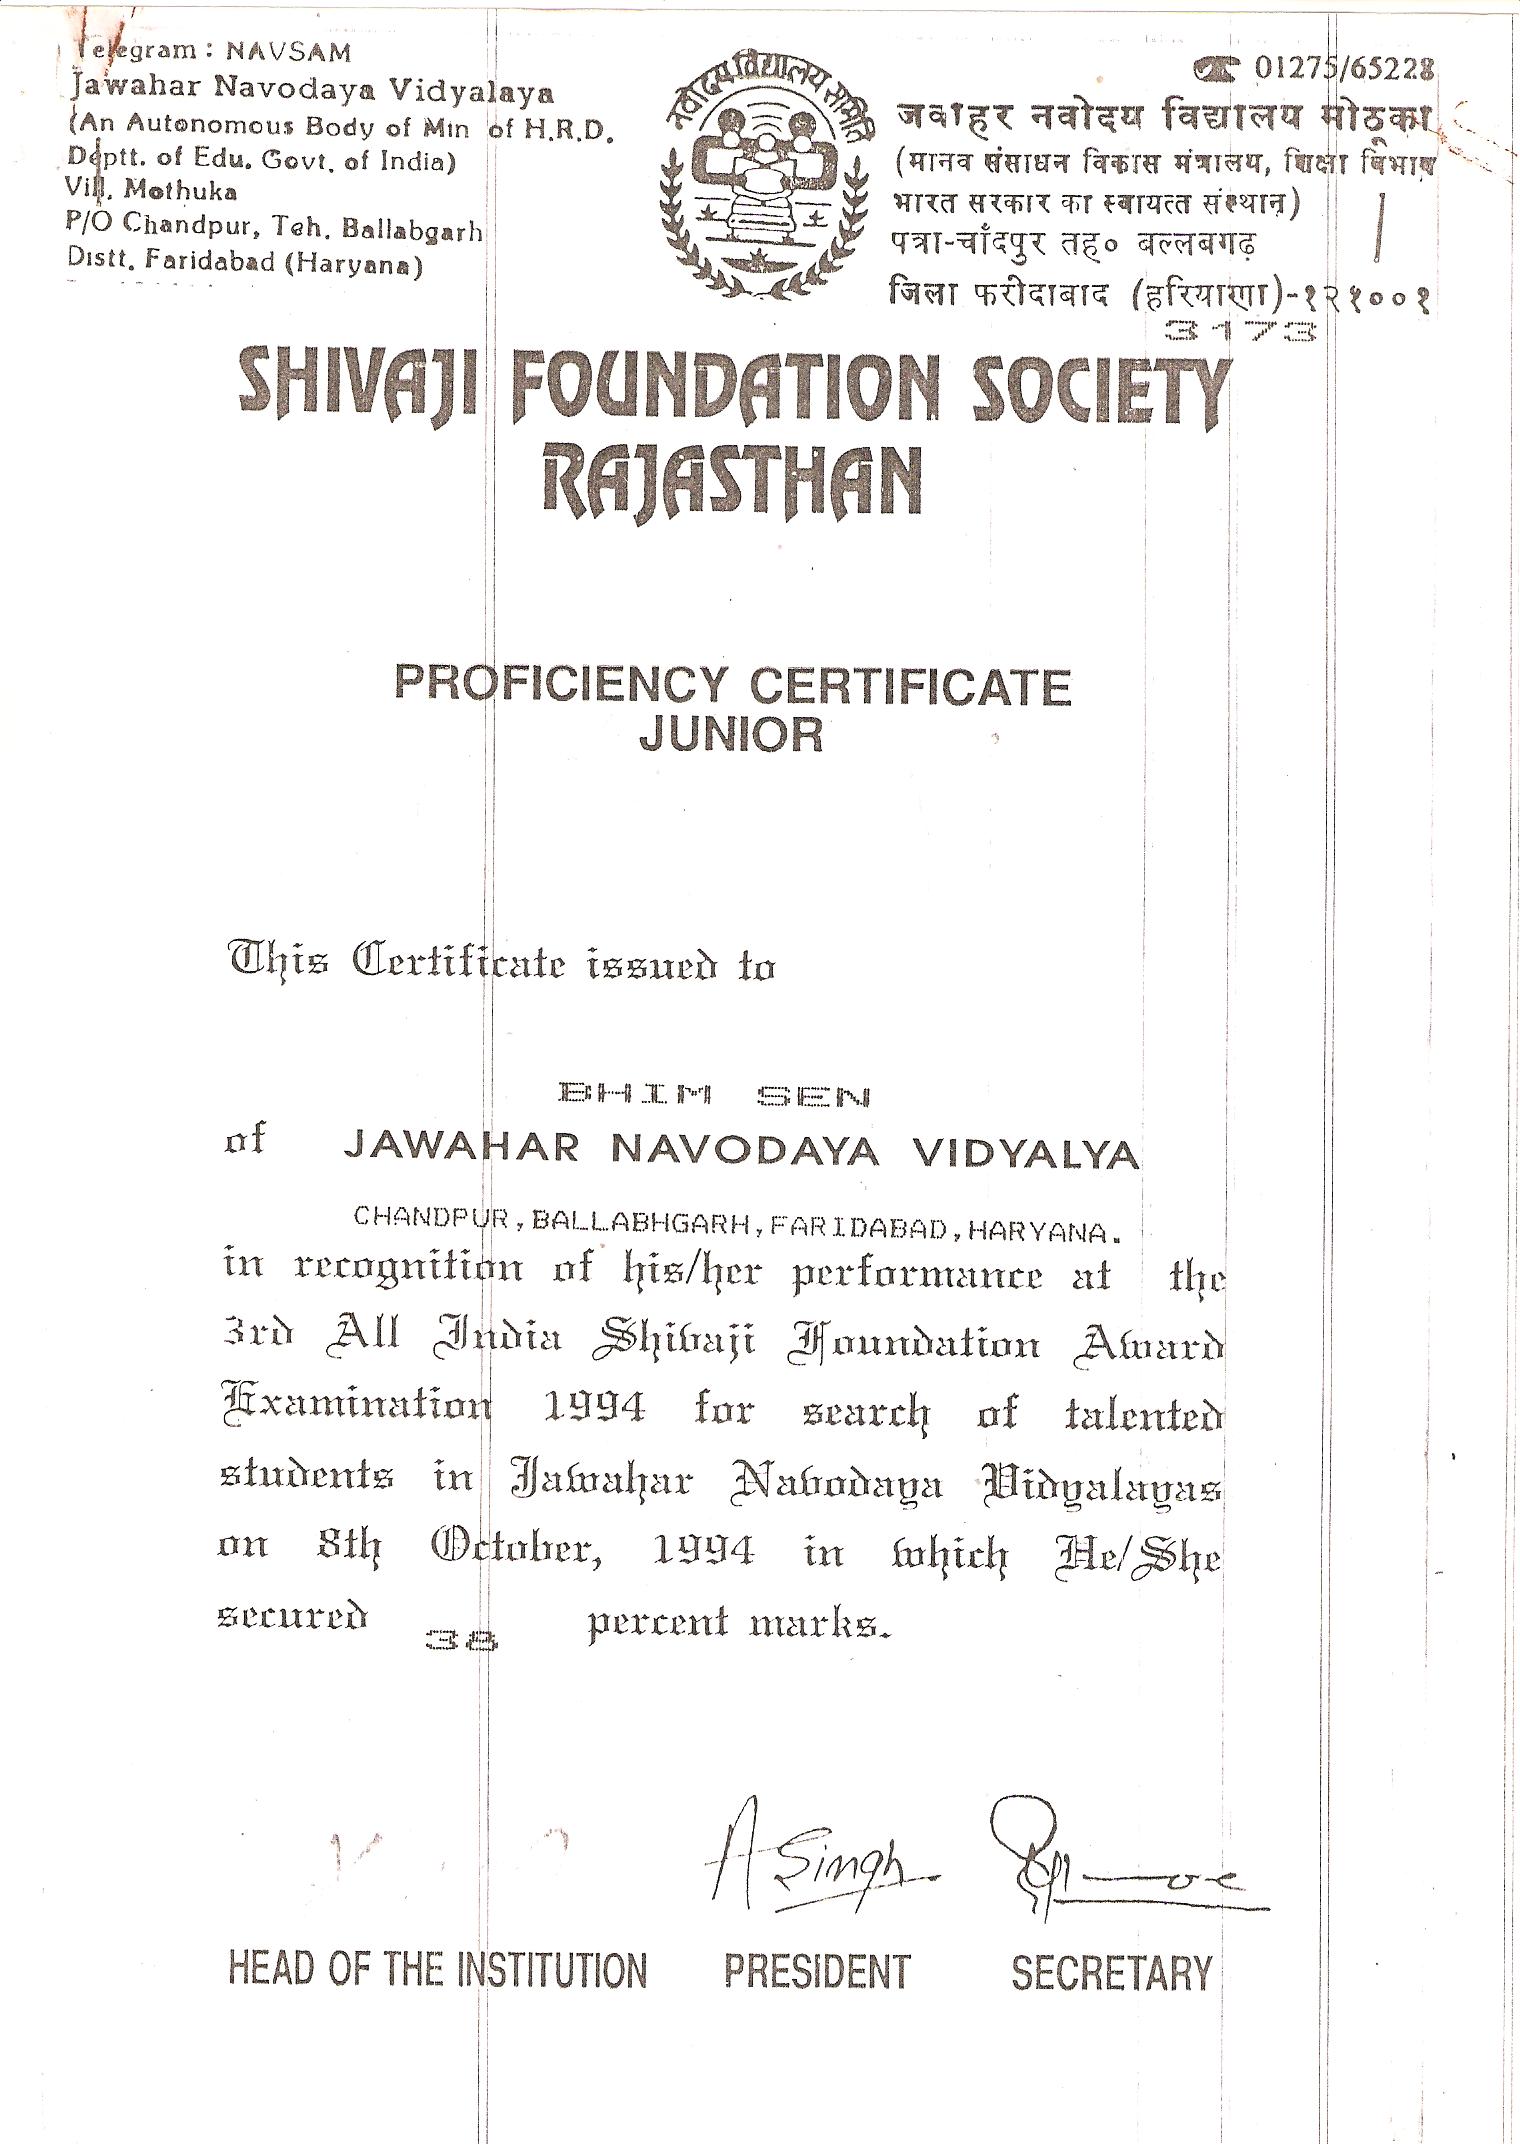 Telegram : NAVSAM
Jawahar Navodaya Vidyalaya
(An Autonomous Body of Min of H.R.D.
Deptt. of Edu. Govt. of India)
Vill. Mothuka
P/O Chandpur, Teh. Ballabgarh
Distt. Faridabad (Haryana)
नवोदय विद्यालय समिति
☎ 01275/65228
जवाहर नवोदय विद्यालय मोठूका
(मानव संसाधन विकास मंत्रालय, शिक्षा विभाग
भारत सरकार का स्वायत्त संस्थान)
पत्रा-चाँदपुर तह० बल्लबगढ़
जिला फरीदाबाद (हरियाणा)-१२१००१
3173
SHIVAJI FOUNDATION SOCIETY
RAJASTHAN
PROFICIENCY CERTIFICATE
JUNIOR
This Certificate issued to
BHIM SEN
of JAWAHAR NAVODAYA VIDYALYA
CHANDPUR, BALLABHGARH, FARIDABAD, HARYANA.
in recognition of his/her performance at the
3rd All India Shivaji Foundation Award
Examination 1994 for search of talented
students in Jawahar Navodaya Vidyalayas
on 8th October, 1994 in which He/She
secured 38 percent marks.
A Singh
HEAD OF THE INSTITUTION PRESIDENT SECRETARY